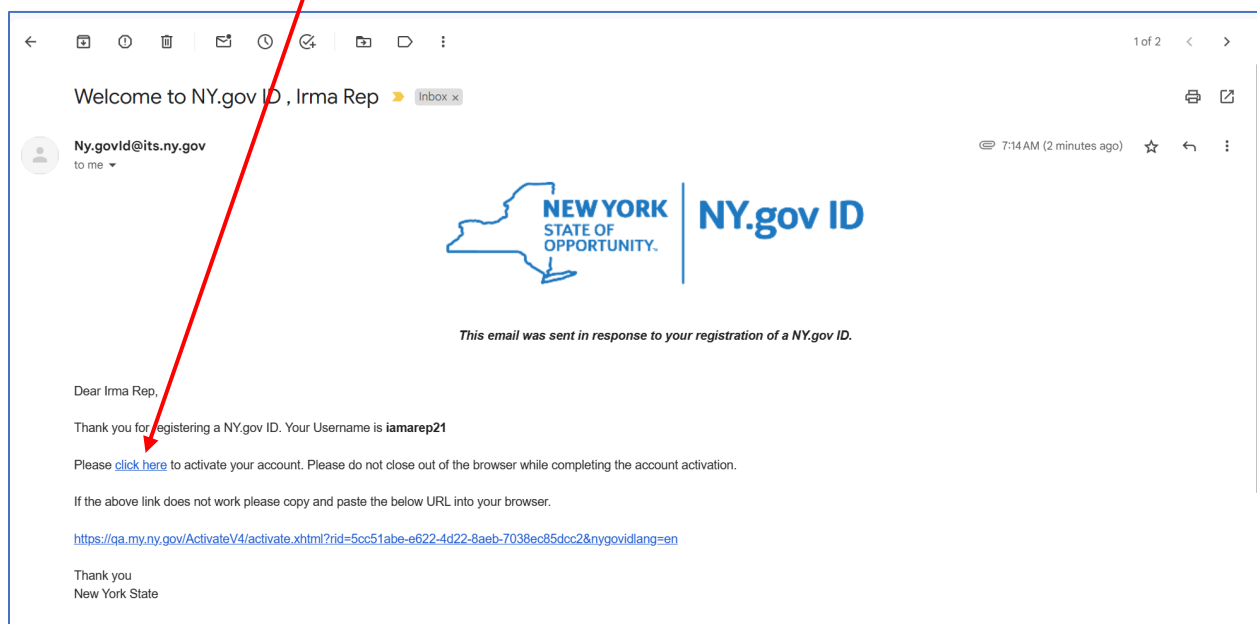 1 of 2
Welcome to NY.gov ID , Irma Rep Inbox x
Ny.govId@its.ny.gov 7:14 AM (2 minutes ago)
to me
NEW YORK
STATE OF
OPPORTUNITY™
NY.gov ID
This email was sent in response to your registration of a NY.gov ID.
Dear Irma Rep,
Thank you for registering a NY.gov ID. Your Username is iamarep21
Please click here to activate your account. Please do not close out of the browser while completing the account activation.
If the above link does not work please copy and paste the below URL into your browser.
https://qa.my.ny.gov/ActivateV4/activate.xhtml?rid=5cc51abe-e622-4d22-8aeb-7038ec85dcc2&nygovidlang=en
Thank you
New York State